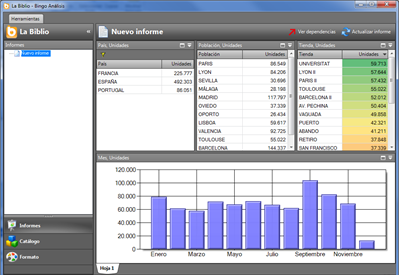 La Biblio - Bingo Análisis
Herramientas
La Biblio
Nuevo informe
Ver dependencias
Actualizar informe
Informes
Nuevo informe
País, Unidades
País Unidades
FRANCIA 225.777
ESPAÑA 492.303
PORTUGAL 86.051
Población, Unidades
Población Unidades
PARIS 86.549
LYON 84.206
SEVILLA 30.698
MÁLAGA 28.198
MADRID 117.797
OVIEDO 37.339
OPORTO 26.434
LISBOA 59.617
VALENCIA 92.725
TOULOUSE 55.022
BARCELONA 144.337
Tienda, Unidades
Tienda Unidades
UNIVERSITAT 59.713
LYON II 57.644
PARIS II 57.432
TOULOUSE 55.022
BARCELONA II 52.012
AV. PECHINA 50.404
VAGUADA 49.858
PUERTO 42.321
ABANDO 41.211
RETIRO 37.848
SAN FRANCISCO 37.339
Mes, Unidades
120.000
100.000
80.000
60.000
40.000
20.000
0
Enero Marzo Mayo Julio Septiembre Noviembre
Hoja 1
Informes
Catálogo
Formato